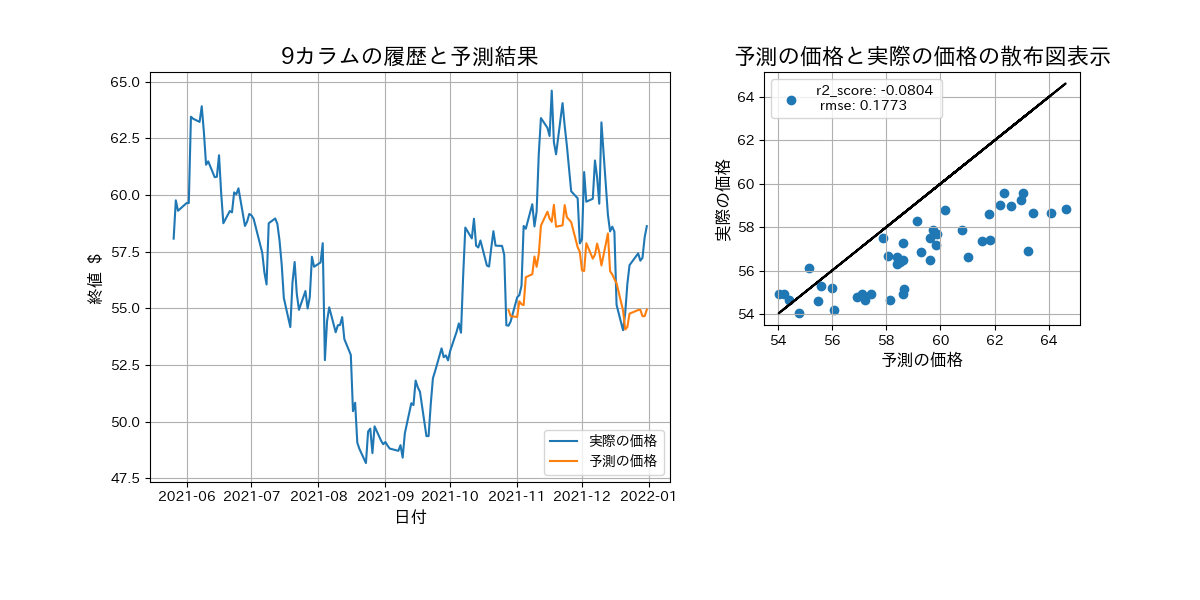 9カラムの履歴と予測結果
65.0
62.5
60.0
57.5
55.0
52.5
50.0
47.5
終値 $
2021-06 2021-07 2021-08 2021-09 2021-10 2021-11 2021-12 2022-01
日付
実際の価格
予測の価格
予測の価格と実際の価格の散布図表示
r2_score: -0.0804
rmse: 0.1773
64
62
60
58
56
54
実際の価格
54 56 58 60 62 64
予測の価格